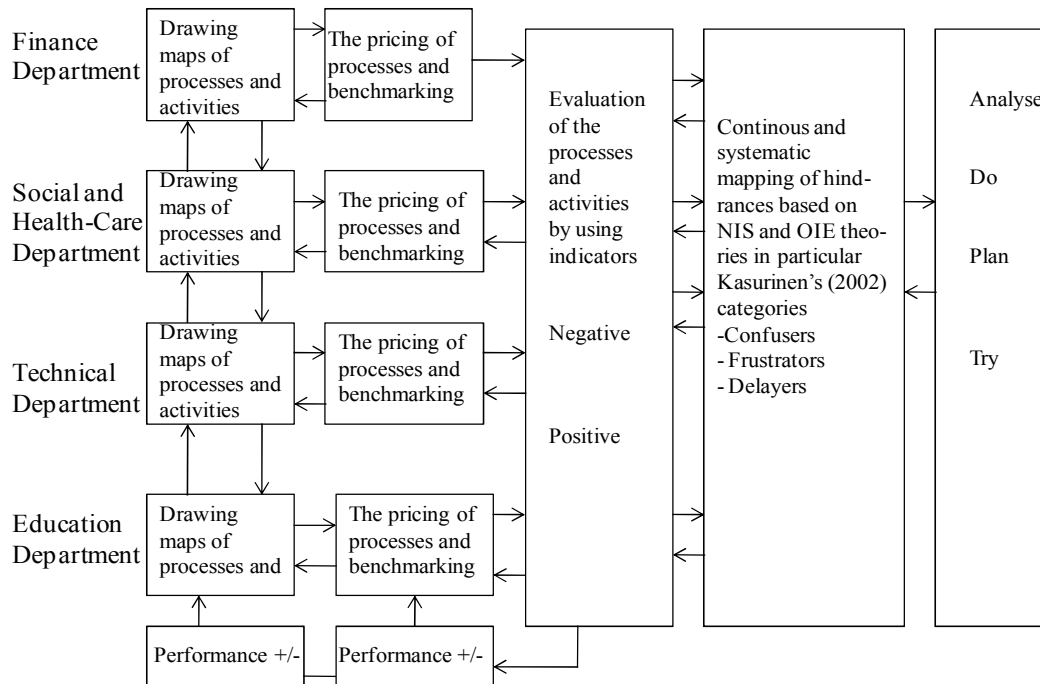 Finance
Department
Drawing
maps of
processes and
activities
The pricing of
processes and
benchmarking
Social and
Health-Care
Department
Drawing
maps of
processes and
activities
The pricing of
processes and
benchmarking
Technical
Department
Drawing
maps of
processes and
activities
The pricing of
processes and
benchmarking
Education
Department
Drawing
maps of
processes and
The pricing of
processes and
benchmarking
Performance +/-
Performance +/-
Evaluation
of the
processes
and
activities
by using
indicators
Negative
Positive
Continous and
systematic
mapping of hind-
rances based on
NIS and OIE theo-
ries in particular
Kasurinen's (2002)
categories
-Confusers
- Frustrators
- Delayers
Analyse
Do
Plan
Try